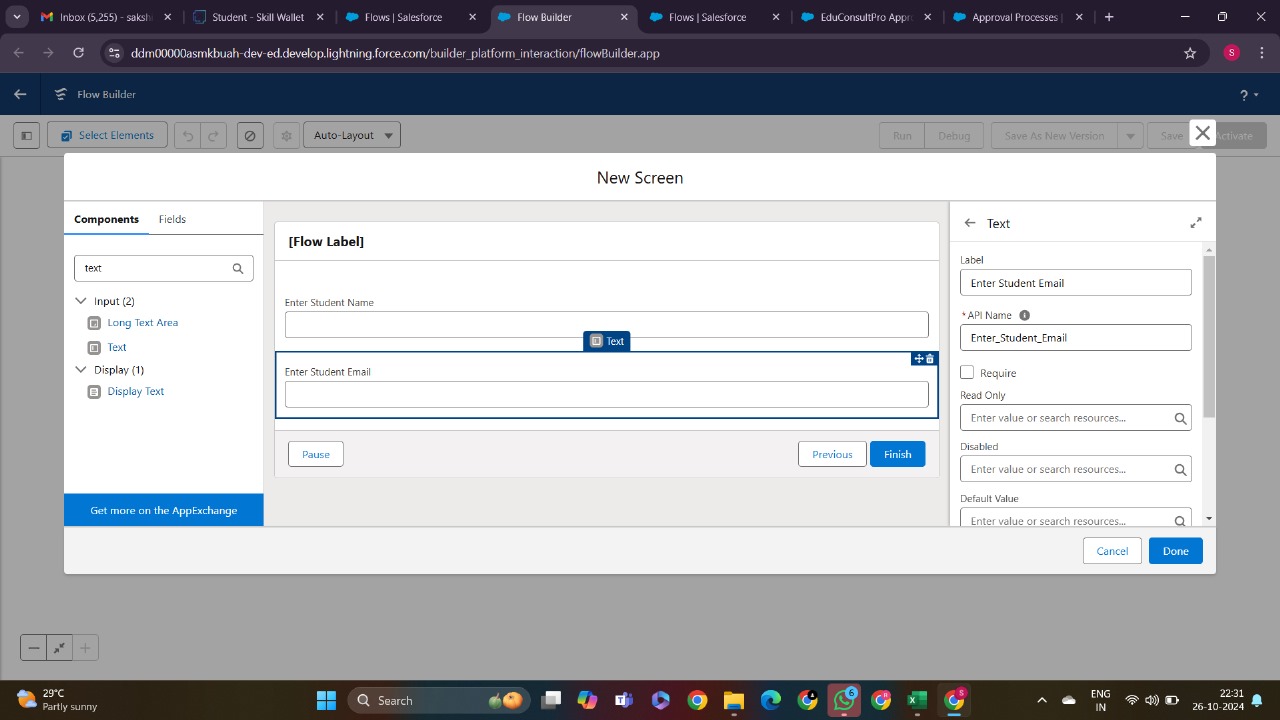 Inbox (5,255) - saksh
Student - Skill Wallet
Flows | Salesforce
Flow Builder
Flows | Salesforce
EduConsultPro Appr
Approval Processes |
ddm00000asmkbuah-dev-ed.develop.lightning.force.com/builder_platform_interaction/flowBuilder.app
S
Flow Builder
?
Select Elements
Auto-Layout
Run
Debug
Save As New Version
Save
Activate
New Screen
Components
Fields
text
Input (2)
Long Text Area
Text
Display (1)
Display Text
Get more on the AppExchange
[Flow Label]
Enter Student Name
Text
Enter Student Email
Pause
Previous
Finish
Text
Label
Enter Student Email
*API Name
Enter_Student_Email
Require
Read Only
Enter value or search resources...
Disabled
Enter value or search resources...
Default Value
Enter value or search resources...
Cancel
Done
29°C
Partly sunny
Search
6
ENG
IN
22:31
26-10-2024